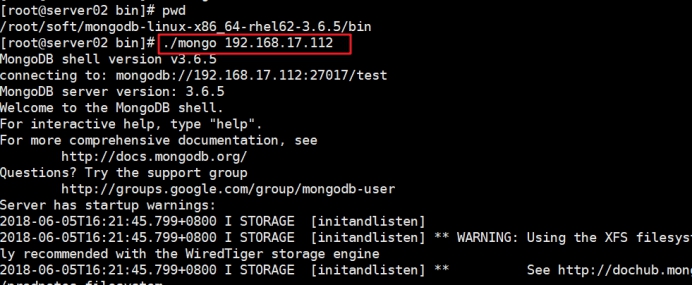 [root@server02 bin]# pwd
/root/soft/mongodb-linux-x86_64-rhel62-3.6.5/bin
[root@server02 bin]# ./mongo 192.168.17.112
MongoDB shell version v3.6.5
connecting to: mongodb://192.168.17.112:27017/test
MongoDB server version: 3.6.5
Welcome to the MongoDB shell.
For interactive help, type "help".
For more comprehensive documentation, see
http://docs.mongodb.org/
Questions? Try the support group
http://groups.google.com/group/mongodb-user
Server has startup warnings:
2018-06-05T16:21:45.799+0800 I STORAGE  [initandlisten]
2018-06-05T16:21:45.799+0800 I STORAGE  [initandlisten] ** WARNING: Using the XFS filesyst
ly recommended with the WiredTiger storage engine
2018-06-05T16:21:45.799+0800 I STORAGE  [initandlisten] **          See http://dochub.mong
/prodnotes-filesystem